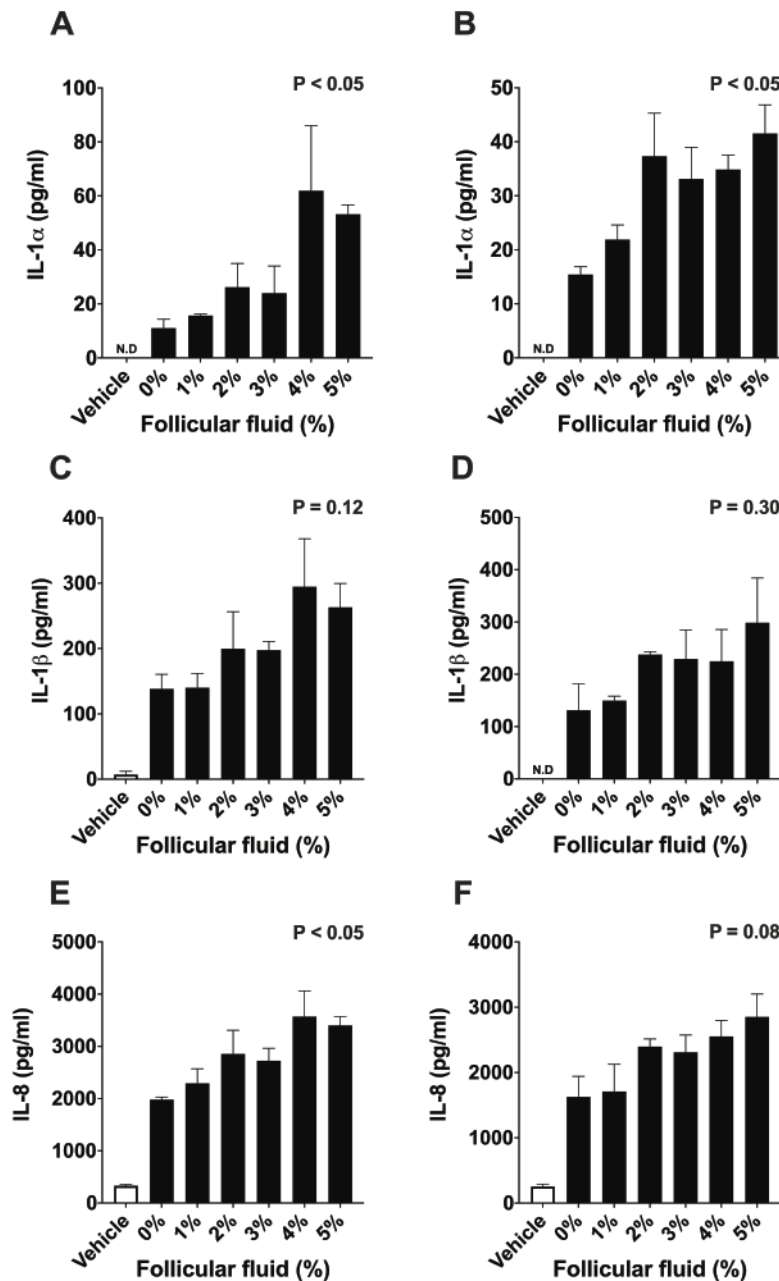 A
P < 0.05
IL-1α (pg/ml)
100
80
60
40
20
0
N.D
Vehicle 0% 1% 2% 3% 4% 5%
Follicular fluid (%)
B
P < 0.05
IL-1α (pg/ml)
50
40
30
20
10
0
N.D
Vehicle 0% 1% 2% 3% 4% 5%
Follicular fluid (%)
C
P = 0.12
IL-1β (pg/ml)
400
300
200
100
0
Vehicle 0% 1% 2% 3% 4% 5%
Follicular fluid (%)
D
P = 0.30
IL-1β (pg/ml)
500
400
300
200
100
0
N.D
Vehicle 0% 1% 2% 3% 4% 5%
Follicular fluid (%)
E
P < 0.05
IL-8 (pg/ml)
5000
4000
3000
2000
1000
0
Vehicle 0% 1% 2% 3% 4% 5%
Follicular fluid (%)
F
P = 0.08
IL-8 (pg/ml)
4000
3000
2000
1000
0
Vehicle 0% 1% 2% 3% 4% 5%
Follicular fluid (%)